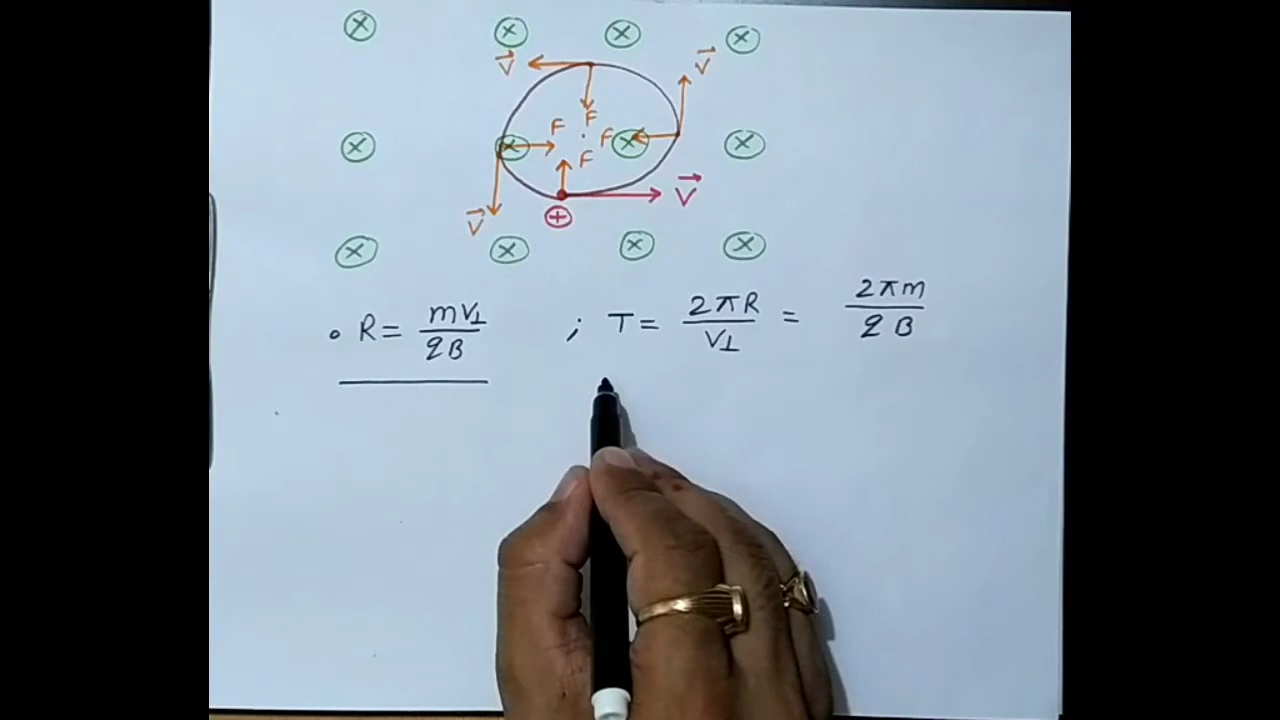 ⓧ ⓧ ⓧ ⓧ
V⃗ V⃗
F F F
ⓧ ⓧ ⓧ ⓧ
F
V⃗ ⊕ V⃗
ⓧ ⓧ ⓧ ⓧ
• R = mV⊥/qB ; T = 2πR/V⊥ = 2πm/qB